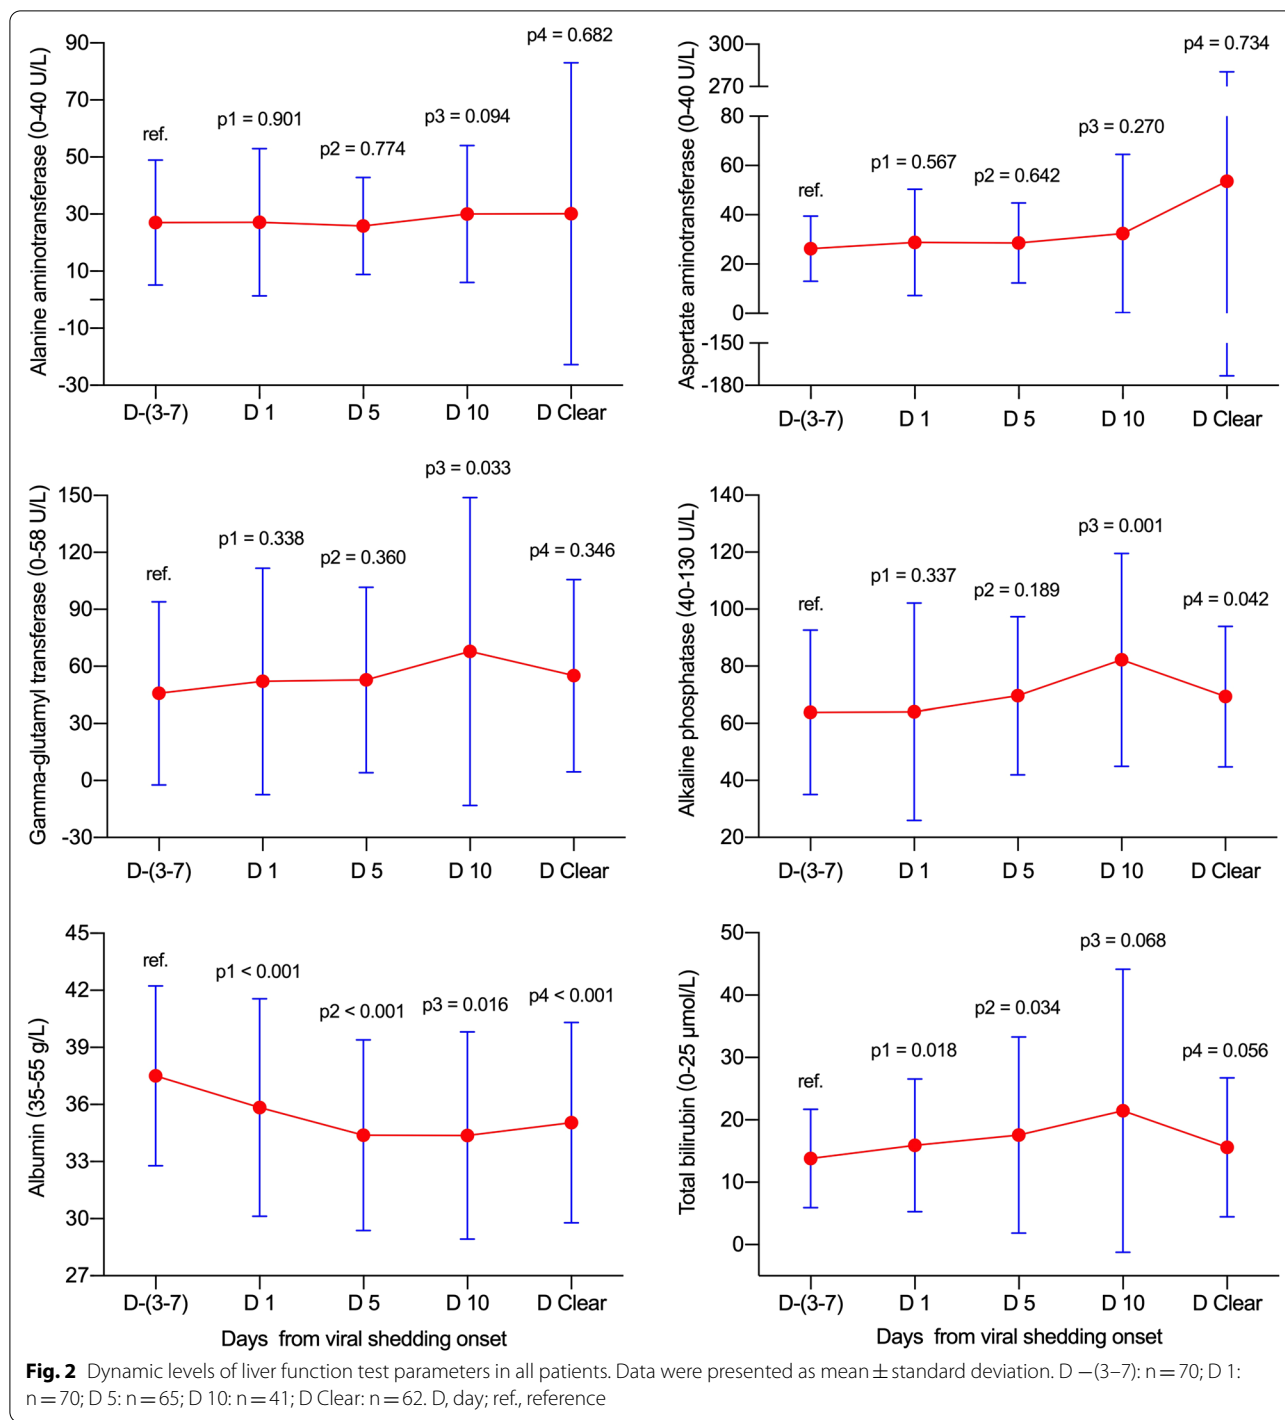 Alanine aminotransferase (0-40 U/L)
90
70
50
30
10
-10
-30
ref.
p1 = 0.901
p2 = 0.774
p3 = 0.094
p4 = 0.682
D-(3-7) D 1 D 5 D 10 D Clear
Aspertate aminotransferase (0-40 U/L)
300
270
80
60
40
20
0
-150
-180
ref.
p1 = 0.567
p2 = 0.642
p3 = 0.270
p4 = 0.734
D-(3-7) D 1 D 5 D 10 D Clear
Gamma-glutamyl transferase (0-58 U/L)
150
120
90
60
30
0
-30
ref.
p1 = 0.338
p2 = 0.360
p3 = 0.033
p4 = 0.346
D-(3-7) D 1 D 5 D 10 D Clear
Alkaline phosphatase (40-130 U/L)
140
120
100
80
60
40
20
ref.
p1 = 0.337
p2 = 0.189
p3 = 0.001
p4 = 0.042
D-(3-7) D 1 D 5 D 10 D Clear
Albumin (35-55 g/L)
45
42
39
36
33
30
27
ref.
p1 < 0.001
p2 < 0.001
p3 = 0.016
p4 < 0.001
D-(3-7) D 1 D 5 D 10 D Clear
Days from viral shedding onset
Total bilirubin (0-25 μmol/L)
50
40
30
20
10
0
ref.
p1 = 0.018
p2 = 0.034
p3 = 0.068
p4 = 0.056
D-(3-7) D 1 D 5 D 10 D Clear
Days from viral shedding onset
Fig. 2 Dynamic levels of liver function test parameters in all patients. Data were presented as mean ± standard deviation. D −(3–7): n = 70; D 1:
n = 70; D 5: n = 65; D 10: n = 41; D Clear: n = 62. D, day; ref., reference